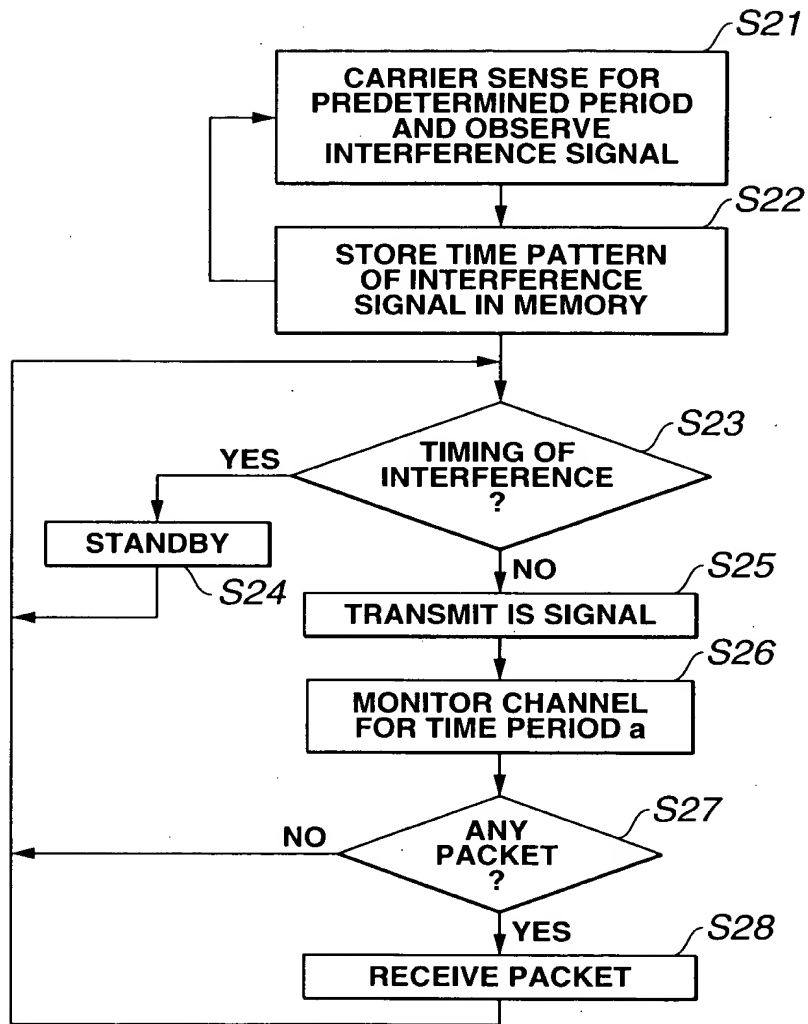 S21
CARRIER SENSE FOR
PREDETERMINED PERIOD
AND OBSERVE
INTERFERENCE SIGNAL
S22
STORE TIME PATTERN
OF INTERFERENCE
SIGNAL IN MEMORY
S23
TIMING OF
INTERFERENCE
?
YES
STANDBY
S24
NO
S25
TRANSMIT IS SIGNAL
S26
MONITOR CHANNEL
FOR TIME PERIOD a
S27
ANY
PACKET
?
NO
YES
S28
RECEIVE PACKET